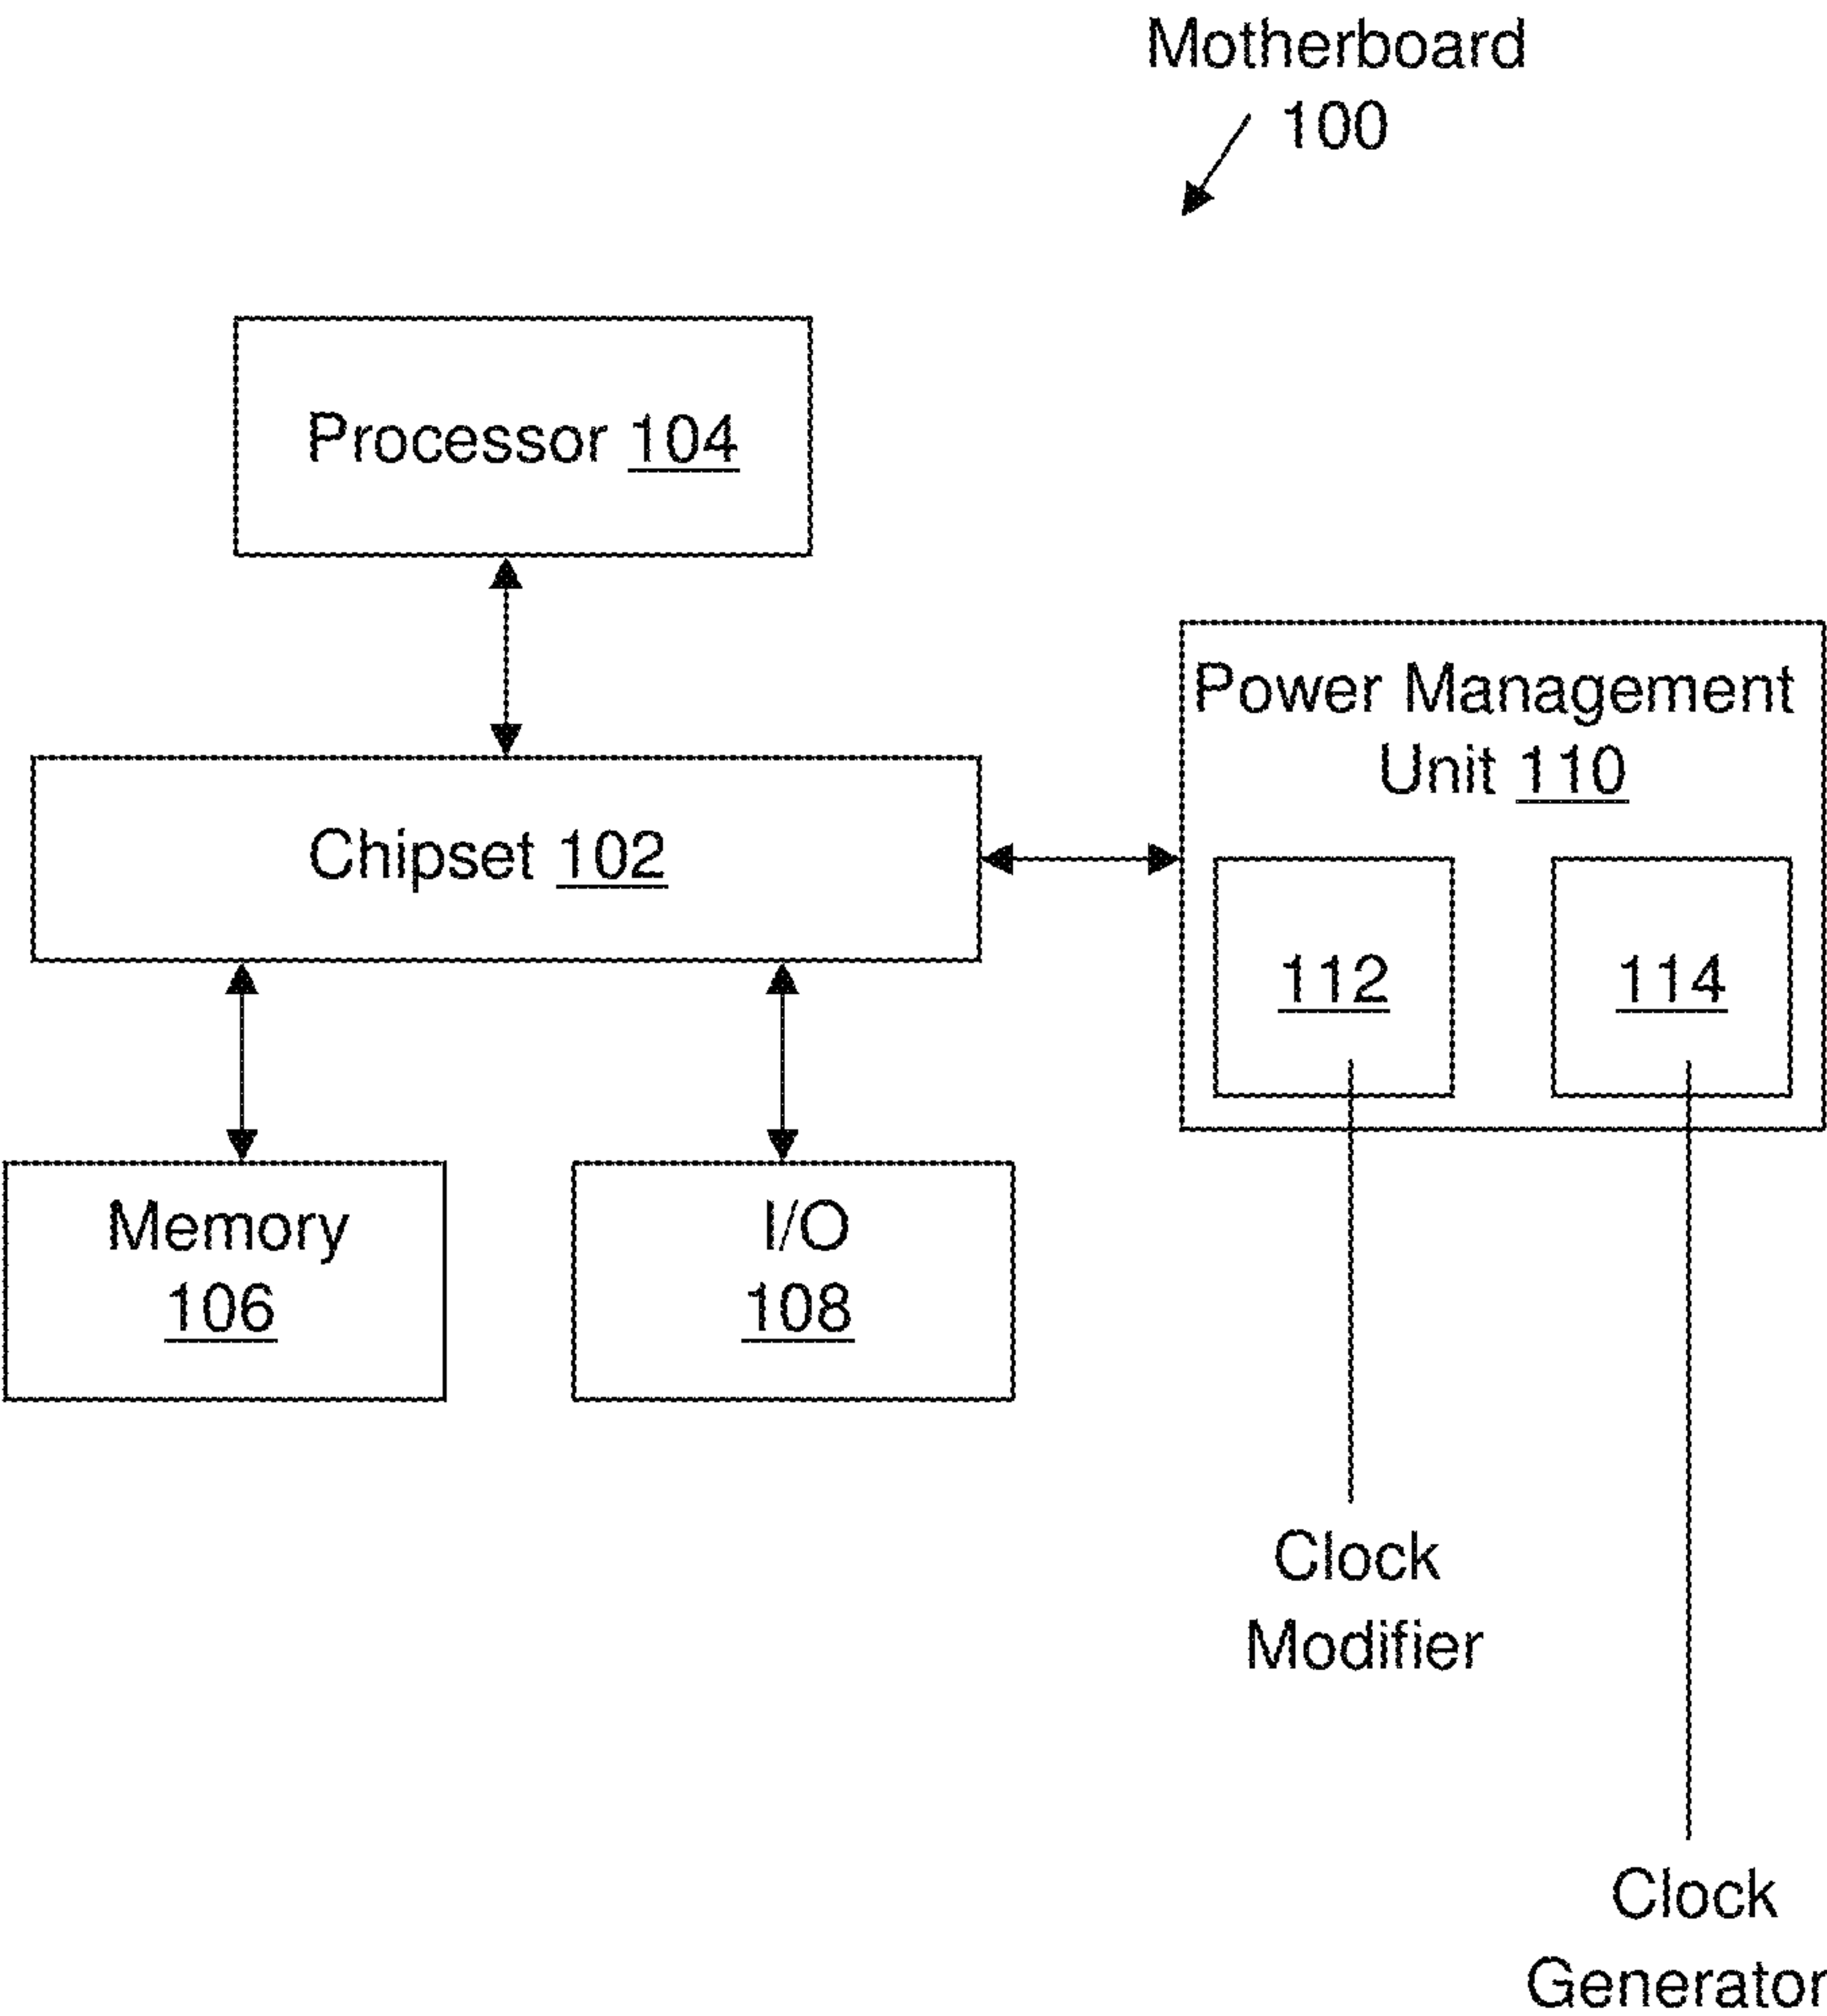 Motherboard
100
Processor 104
Power Management
Unit 110
Chipset 102
112
114
Memory
106
I/O
108
Clock
Modifier
Clock
Generator